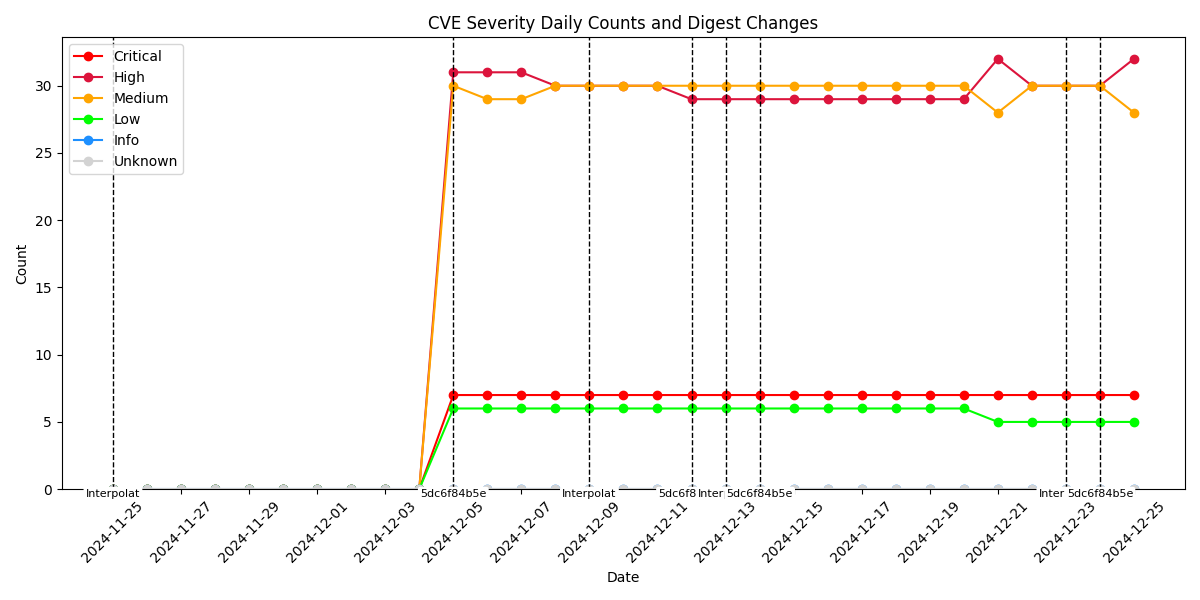 CVE Severity Daily Counts and Digest Changes
Critical
High
Medium
Low
Info
Unknown
30
25
20
15
10
5
0
Count
Interpolat
5dc6f84b5e
Interpolat
5dc6f8
Inter
5dc6f84b5e
Inter
5dc6f84b5e
2024-11-25
2024-11-27
2024-11-29
2024-12-01
2024-12-03
2024-12-05
2024-12-07
2024-12-09
2024-12-11
2024-12-13
2024-12-15
2024-12-17
2024-12-19
2024-12-21
2024-12-23
2024-12-25
Date